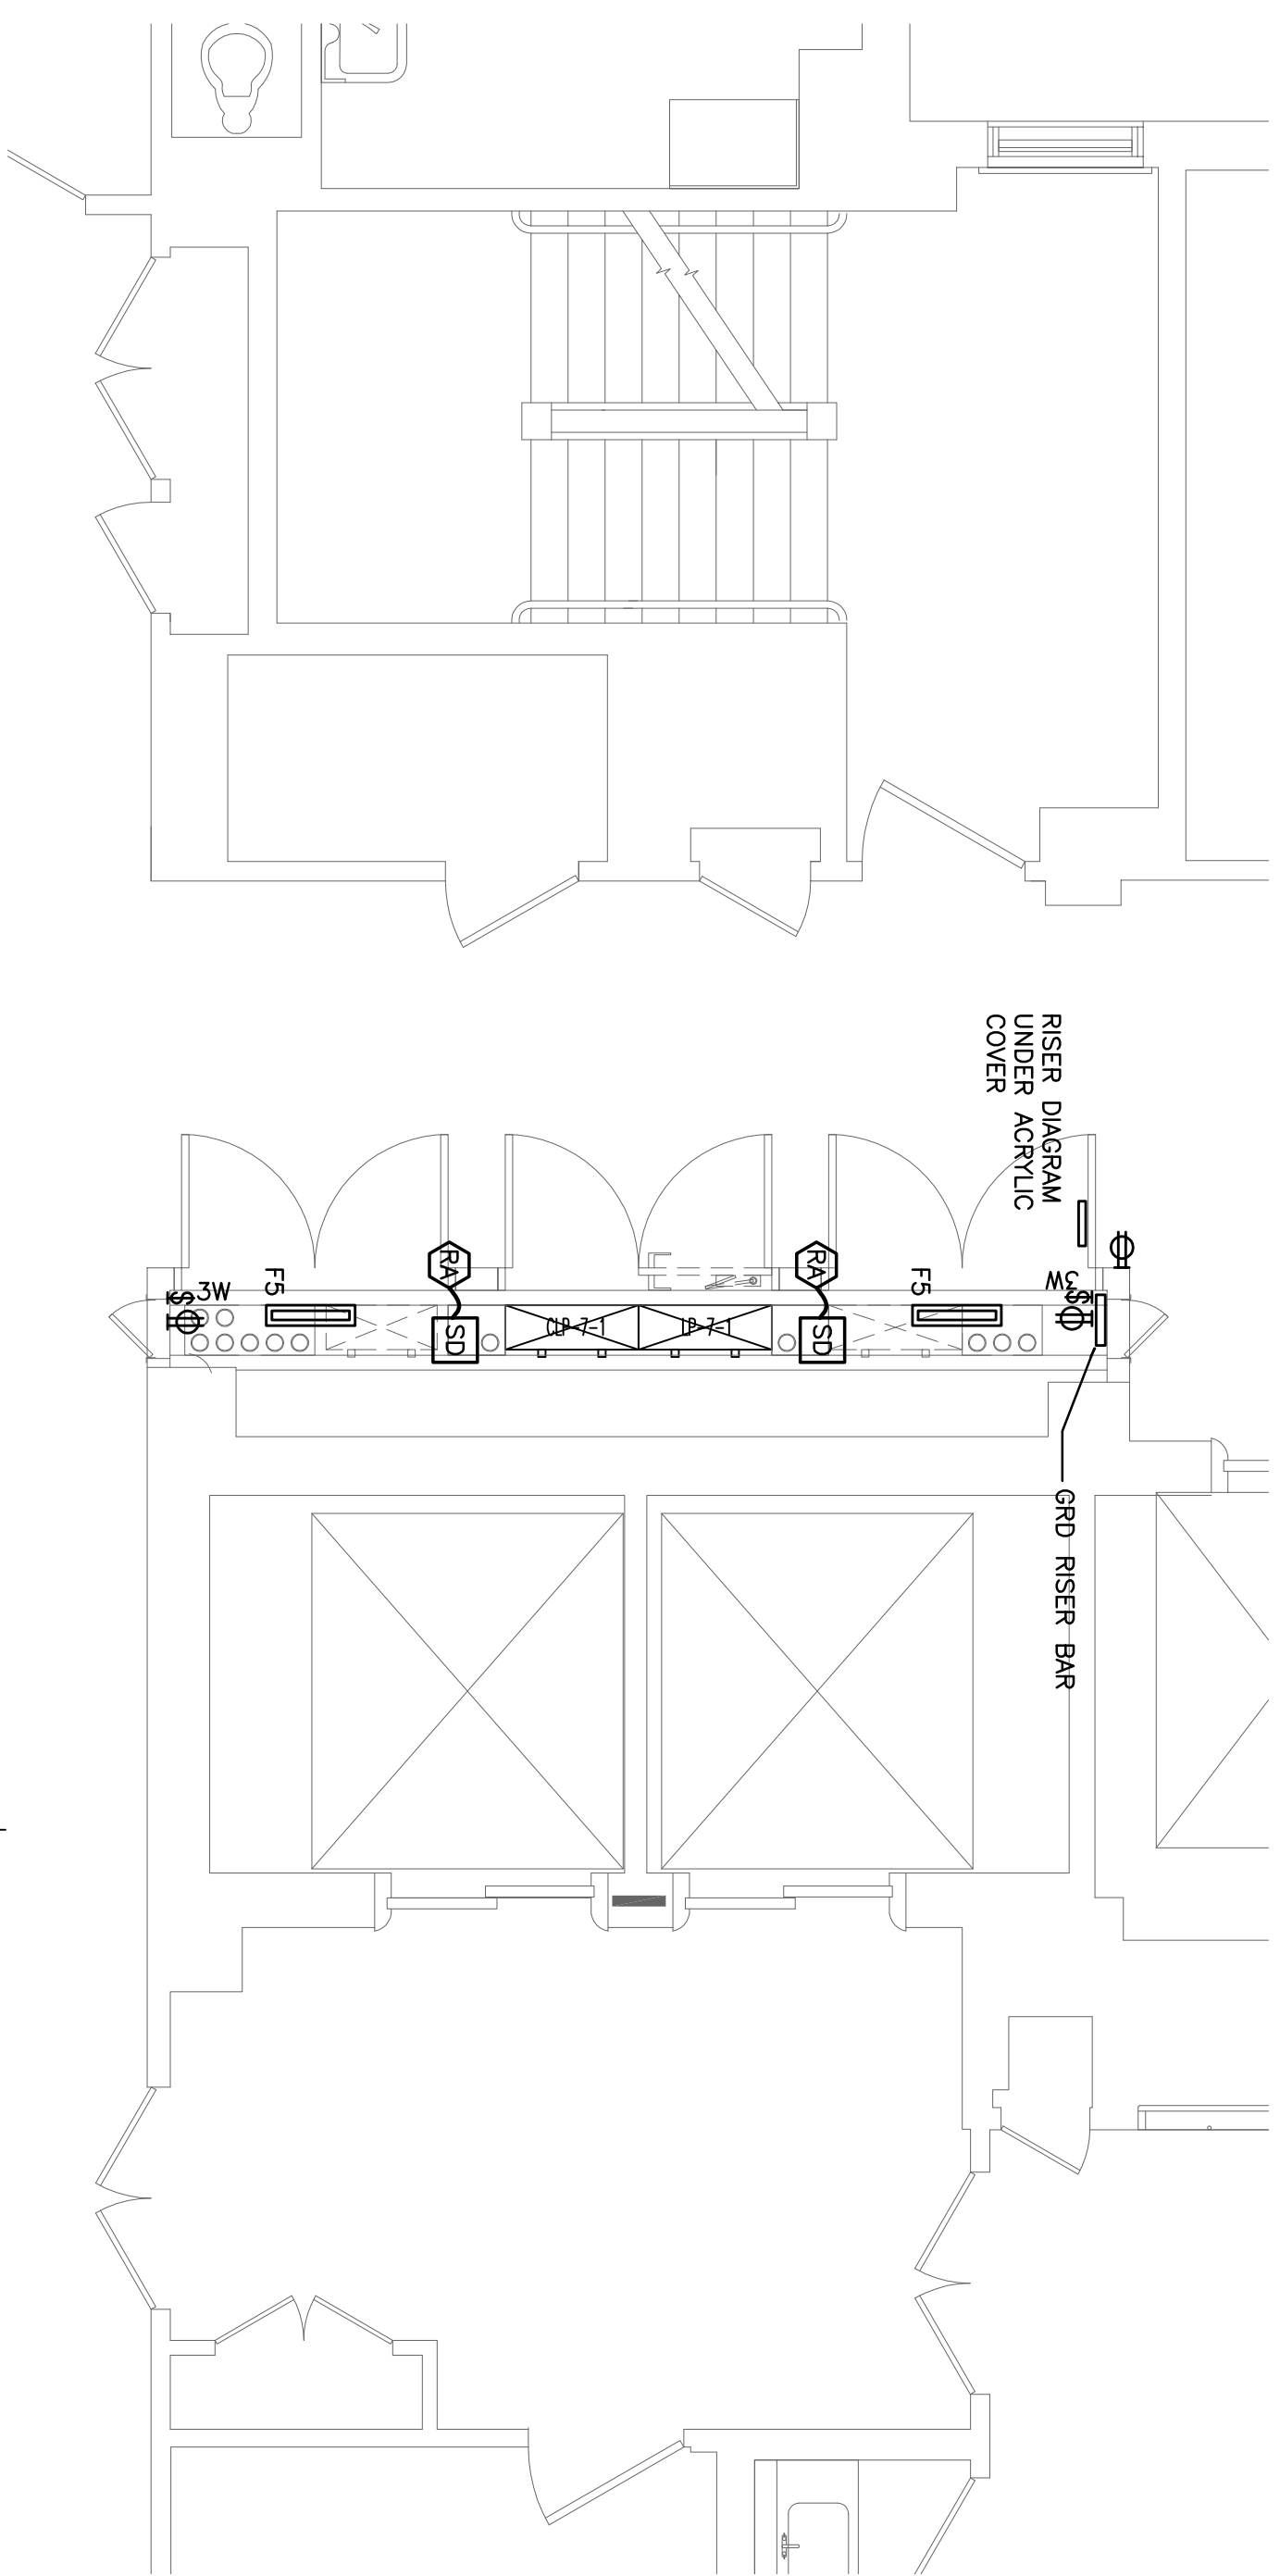 RISER DIAGRAM
UNDER ACRYLIC
COVER
3W
S
F5
RA
SD
CLP-7-1
LP-7-1
RA
SD
F5
3W
S
GRD RISER BAR